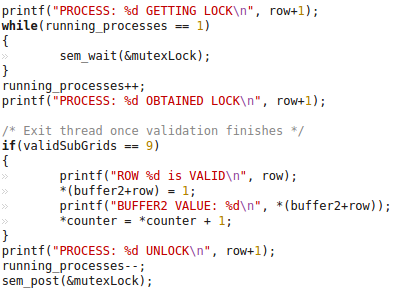 printf("PROCESS: %d GETTING LOCK\n", row+1);
while(running_processes == 1)
{
»	sem_wait(&mutexLock);
}
running_processes++;
printf("PROCESS: %d OBTAINED LOCK\n", row+1);

/* Exit thread once validation finishes */
if(validSubGrids == 9)
{
»	printf("ROW %d is VALID\n", row);
»	*(buffer2+row) = 1;
»	printf("BUFFER2 VALUE: %d\n", *(buffer2+row));
»	*counter = *counter + 1;
}
printf("PROCESS: %d UNLOCK\n", row+1);
running_processes--;
sem_post(&mutexLock);